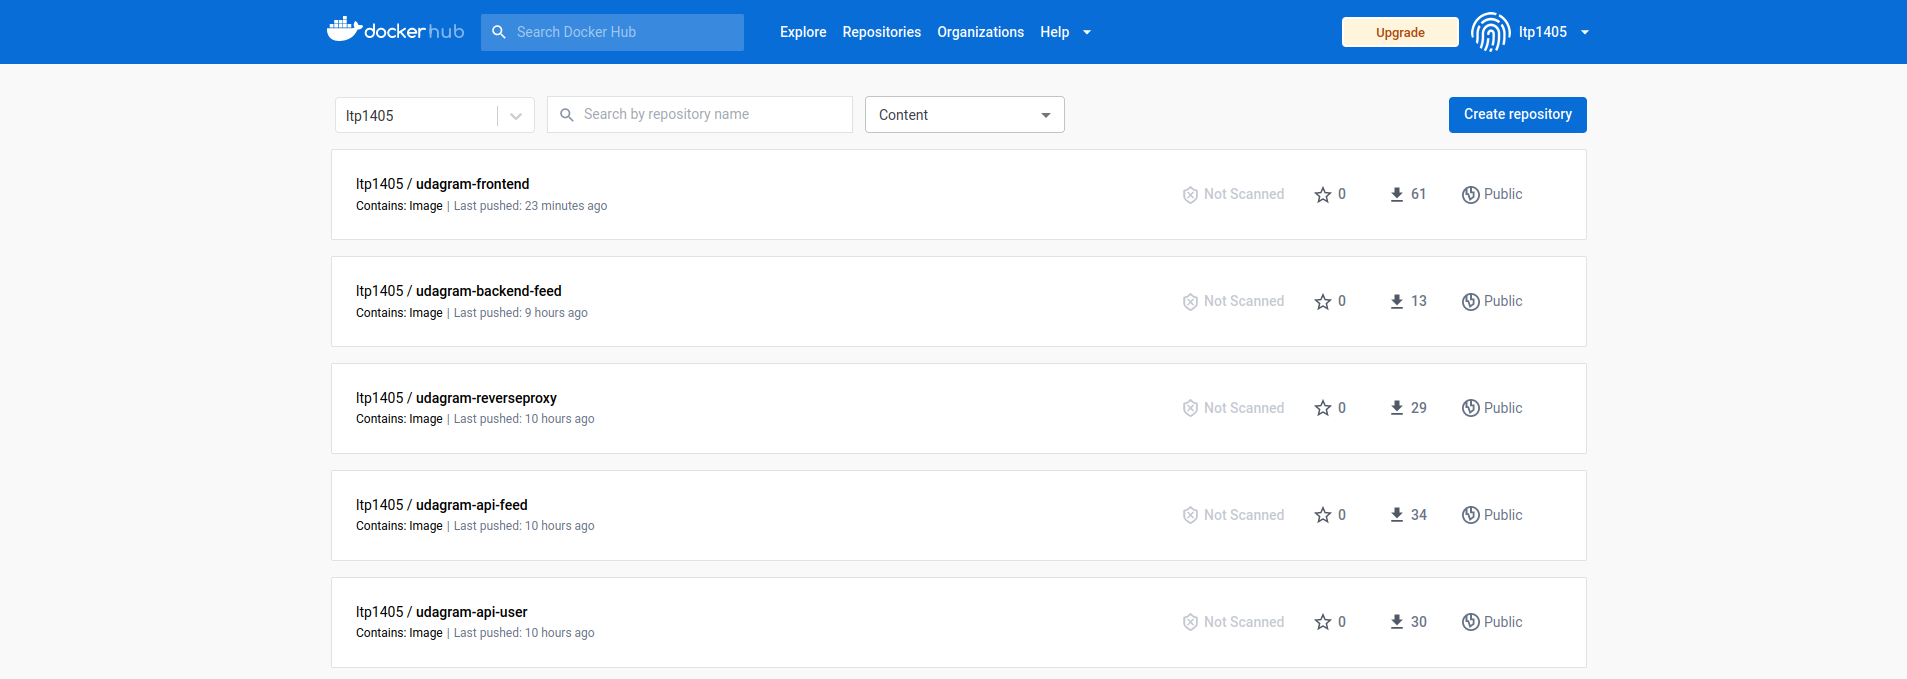 docker hub Search Docker Hub Explore Repositories Organizations Help Upgrade ltp1405
ltp1405 Search by repository name Content Create repository
ltp1405 / udagram-frontend
Contains: Image | Last pushed: 23 minutes ago
Not Scanned 0 61 Public
ltp1405 / udagram-backend-feed
Contains: Image | Last pushed: 9 hours ago
Not Scanned 0 13 Public
ltp1405 / udagram-reverseproxy
Contains: Image | Last pushed: 10 hours ago
Not Scanned 0 29 Public
ltp1405 / udagram-api-feed
Contains: Image | Last pushed: 10 hours ago
Not Scanned 0 34 Public
ltp1405 / udagram-api-user
Contains: Image | Last pushed: 10 hours ago
Not Scanned 0 30 Public